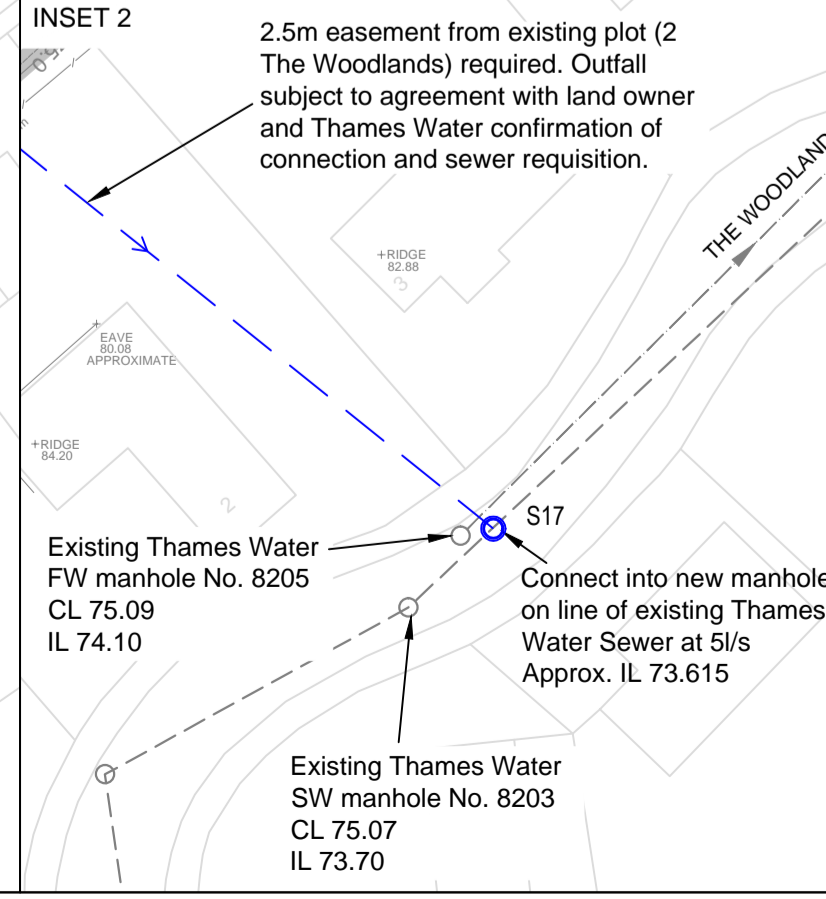 INSET 2
2.5m easement from existing plot (2
The Woodlands) required. Outfall
subject to agreement with land owner
and Thames Water confirmation of
connection and sewer requisition.
THE WOODLAND
+RIDGE
82.88
3
EAVE
80.08
APPROXIMATE
+RIDGE
84.20
2
S17
Existing Thames Water
FW manhole No. 8205
CL 75.09
IL 74.10
Connect into new manhole
on line of existing Thames
Water Sewer at 5l/s
Approx. IL 73.615
Existing Thames Water
SW manhole No. 8203
CL 75.07
IL 73.70